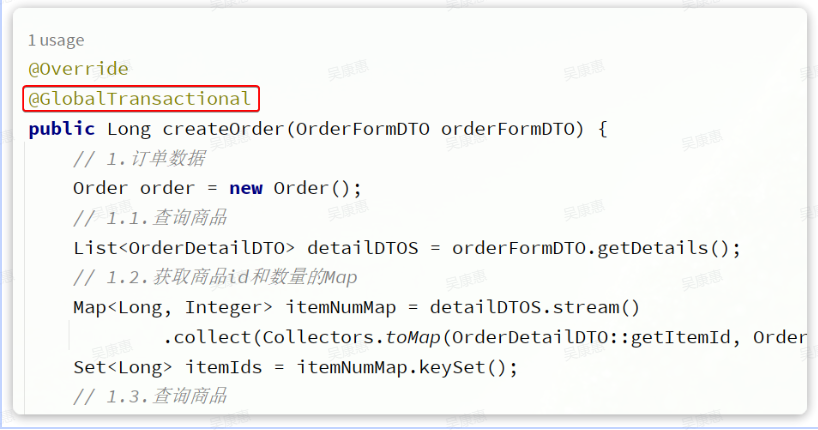 1 usage
@Override
@GlobalTransactional
public Long createOrder(OrderFormDTO orderFormDTO) {
// 1.订单数据
Order order = new Order();
// 1.1.查询商品
List<OrderDetailDTO> detailDTOS = orderFormDTO.getDetails();
// 1.2.获取商品id和数量的Map
Map<Long, Integer> itemNumMap = detailDTOS.stream()
.collect(Collectors.toMap(OrderDetailDTO::getItemId, Order
Set<Long> itemIds = itemNumMap.keySet();
// 1.3.查询商品